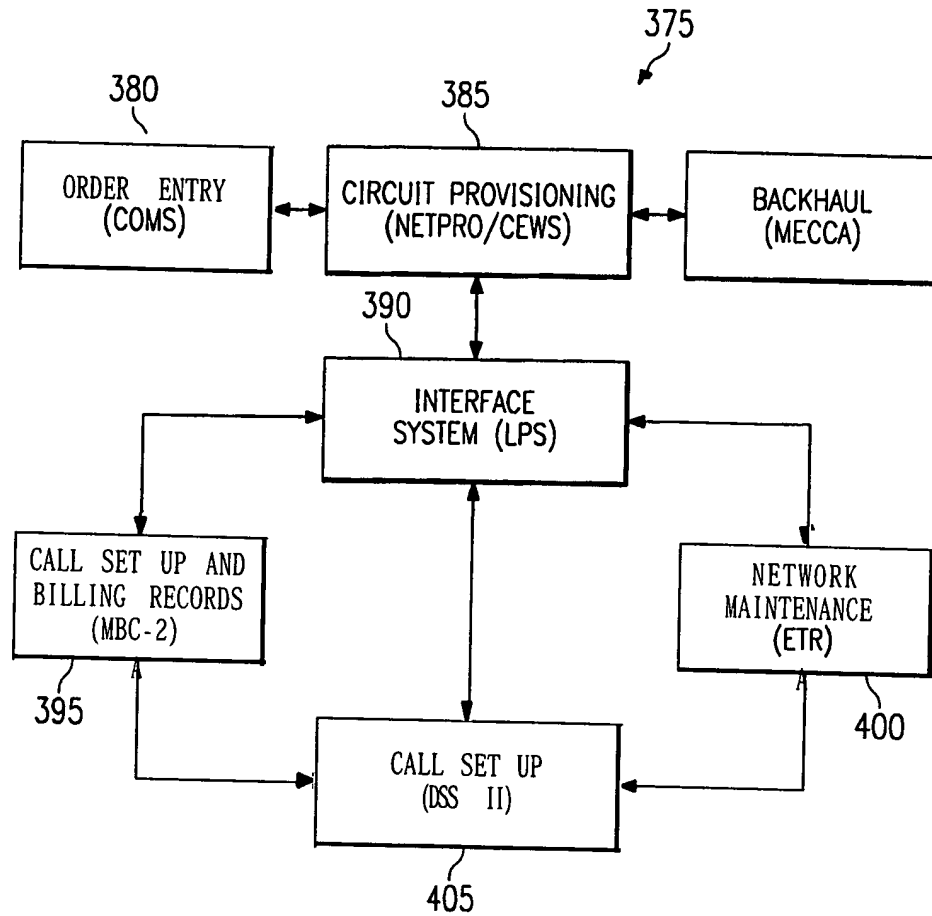 375
380
385
ORDER ENTRY
(COMS)
CIRCUIT PROVISIONING
(NETPRO/CEWS)
BACKHAUL
(MECCA)
390
INTERFACE
SYSTEM (LPS)
CALL SET UP AND
BILLING RECORDS
(MBC-2)
395
NETWORK
MAINTENANCE
(ETR)
400
CALL SET UP
(DSS II)
405